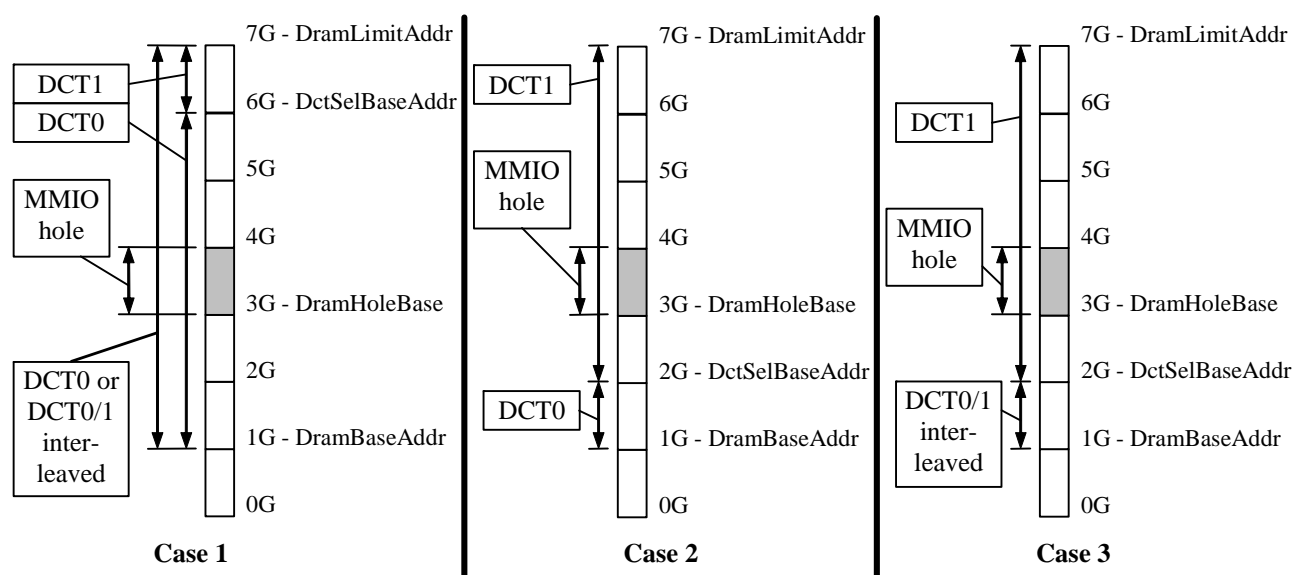 7G - DramLimitAddr
DCT1
6G - DctSelBaseAddr
DCT0
5G
MMIO
hole
4G
3G - DramHoleBase
2G
DCT0 or
DCT0/1
inter-
leaved
1G - DramBaseAddr
0G
Case 1
7G - DramLimitAddr
DCT1
6G
5G
MMIO
hole
4G
3G - DramHoleBase
2G - DctSelBaseAddr
DCT0
1G - DramBaseAddr
0G
Case 2
7G - DramLimitAddr
6G
DCT1
5G
MMIO
hole
4G
3G - DramHoleBase
2G - DctSelBaseAddr
DCT0/1
inter-
leaved
1G - DramBaseAddr
0G
Case 3